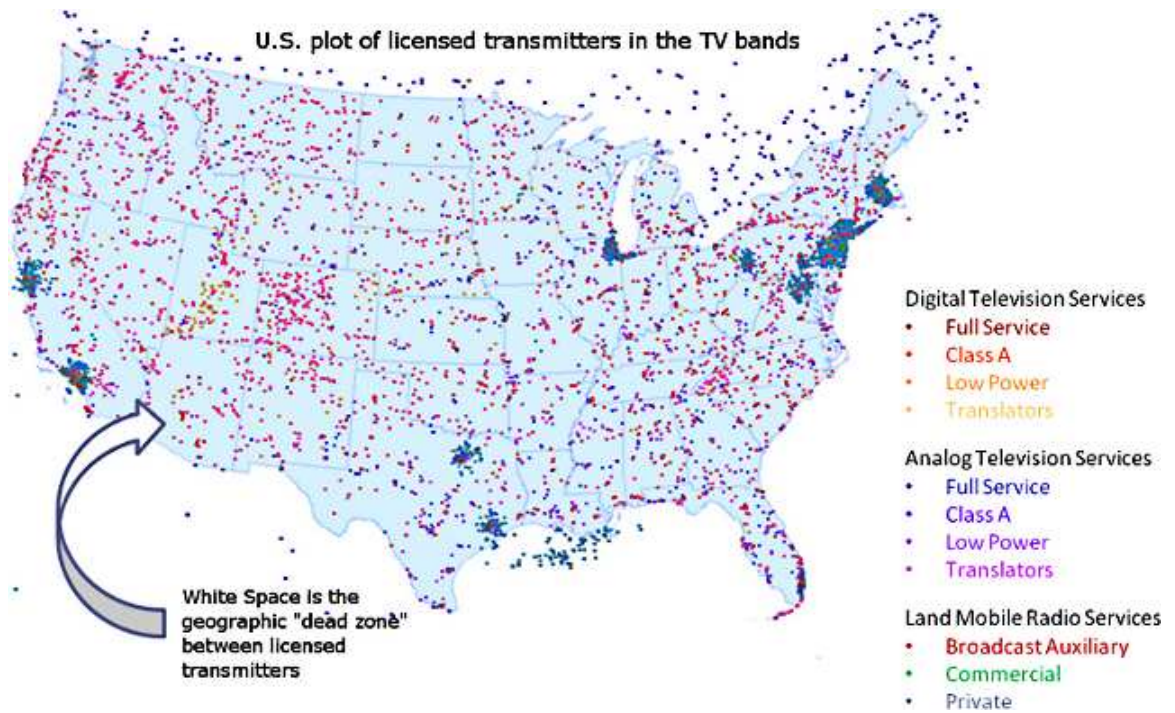 U.S. plot of licensed transmitters in the TV bands
White Space is the
geographic "dead zone"
between licensed
transmitters
Digital Television Services
• Full Service
• Class A
• Low Power
• Translators
Analog Television Services
• Full Service
• Class A
• Low Power
• Translators
Land Mobile Radio Services
• Broadcast Auxiliary
• Commercial
• Private